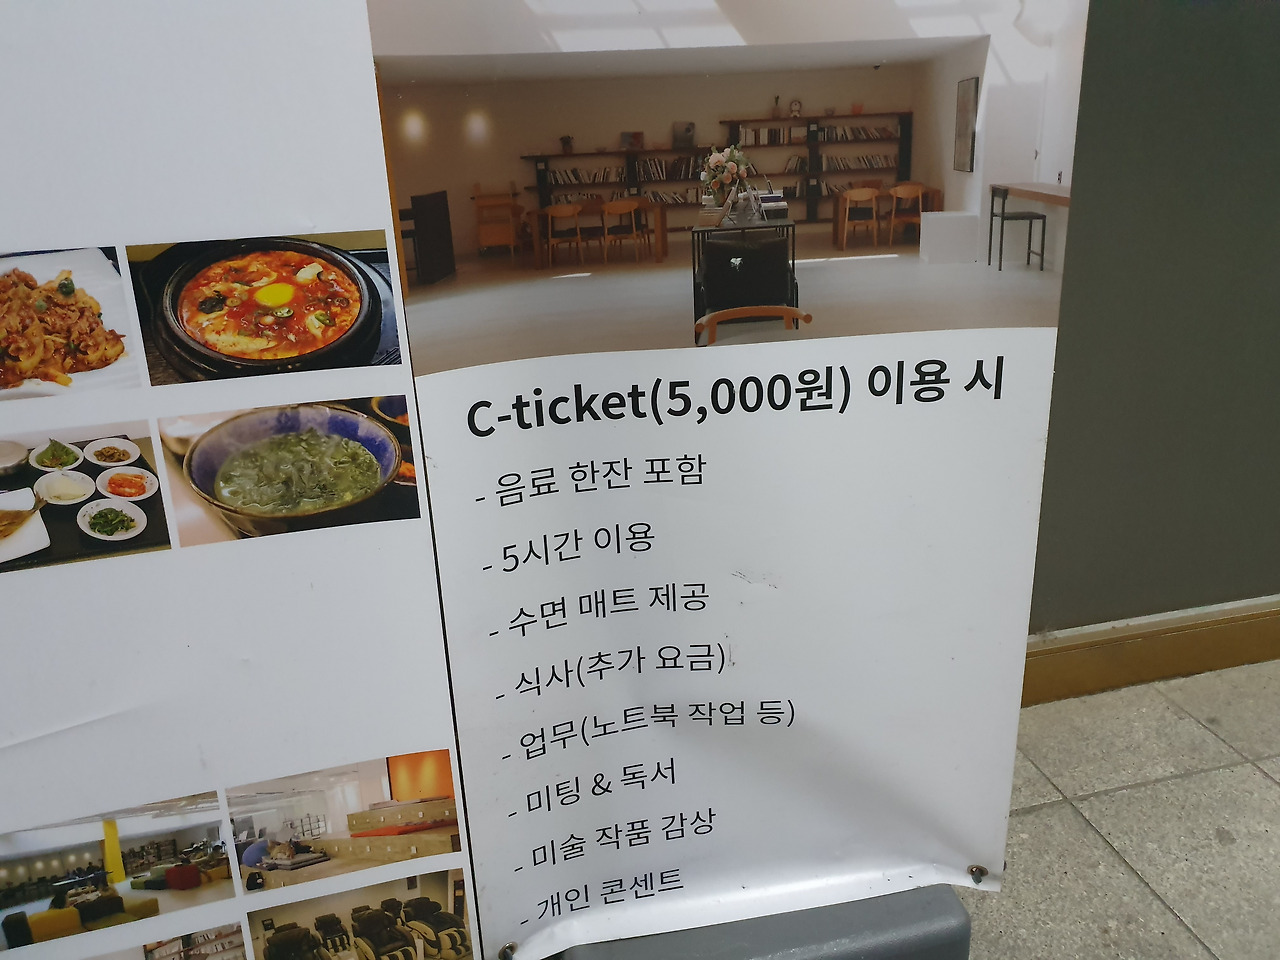 C-ticket(5,000원) 이용 시
- 음료 한잔 포함
- 5시간 이용
- 수면 매트 제공
- 식사(추가 요금)
- 업무(노트북 작업 등)
- 미팅 & 독서
- 미술 작품 감상
- 개인 콘센트